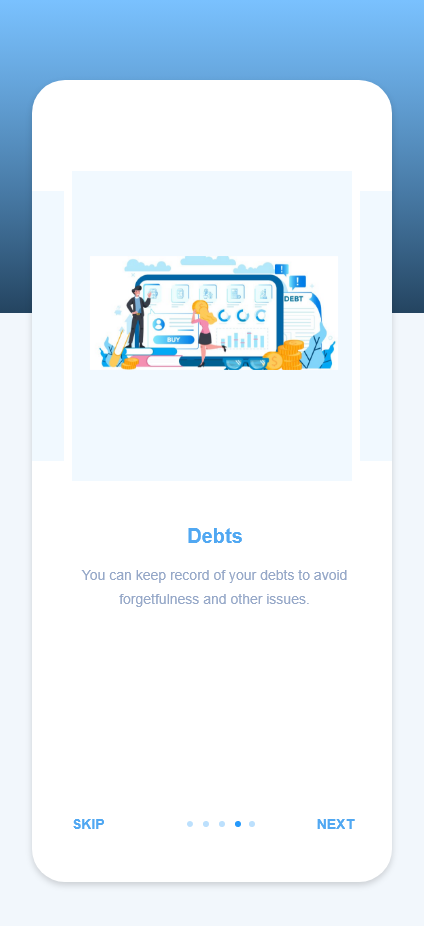 DEBT
BUY
Debts
You can keep record of your debts to avoid
forgetfulness and other issues.
SKIP
NEXT